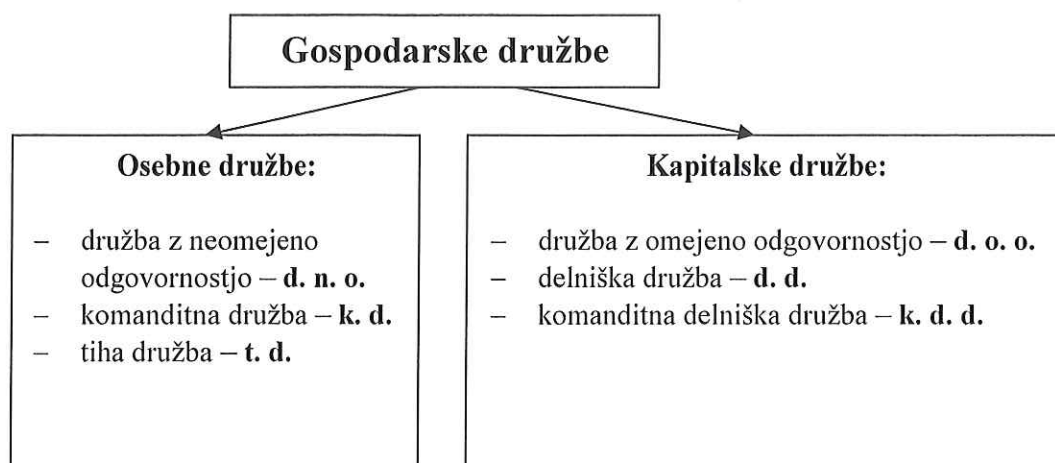 Gospodarske družbe
Osebne družbe:
– družba z neomejeno
odgovornostjo – d. n. o.
– komanditna družba – k. d.
– tiha družba – t. d.
Kapitalske družbe:
– družba z omejeno odgovornostjo – d. o. o.
– delniška družba – d. d.
– komanditna delniška družba – k. d. d.